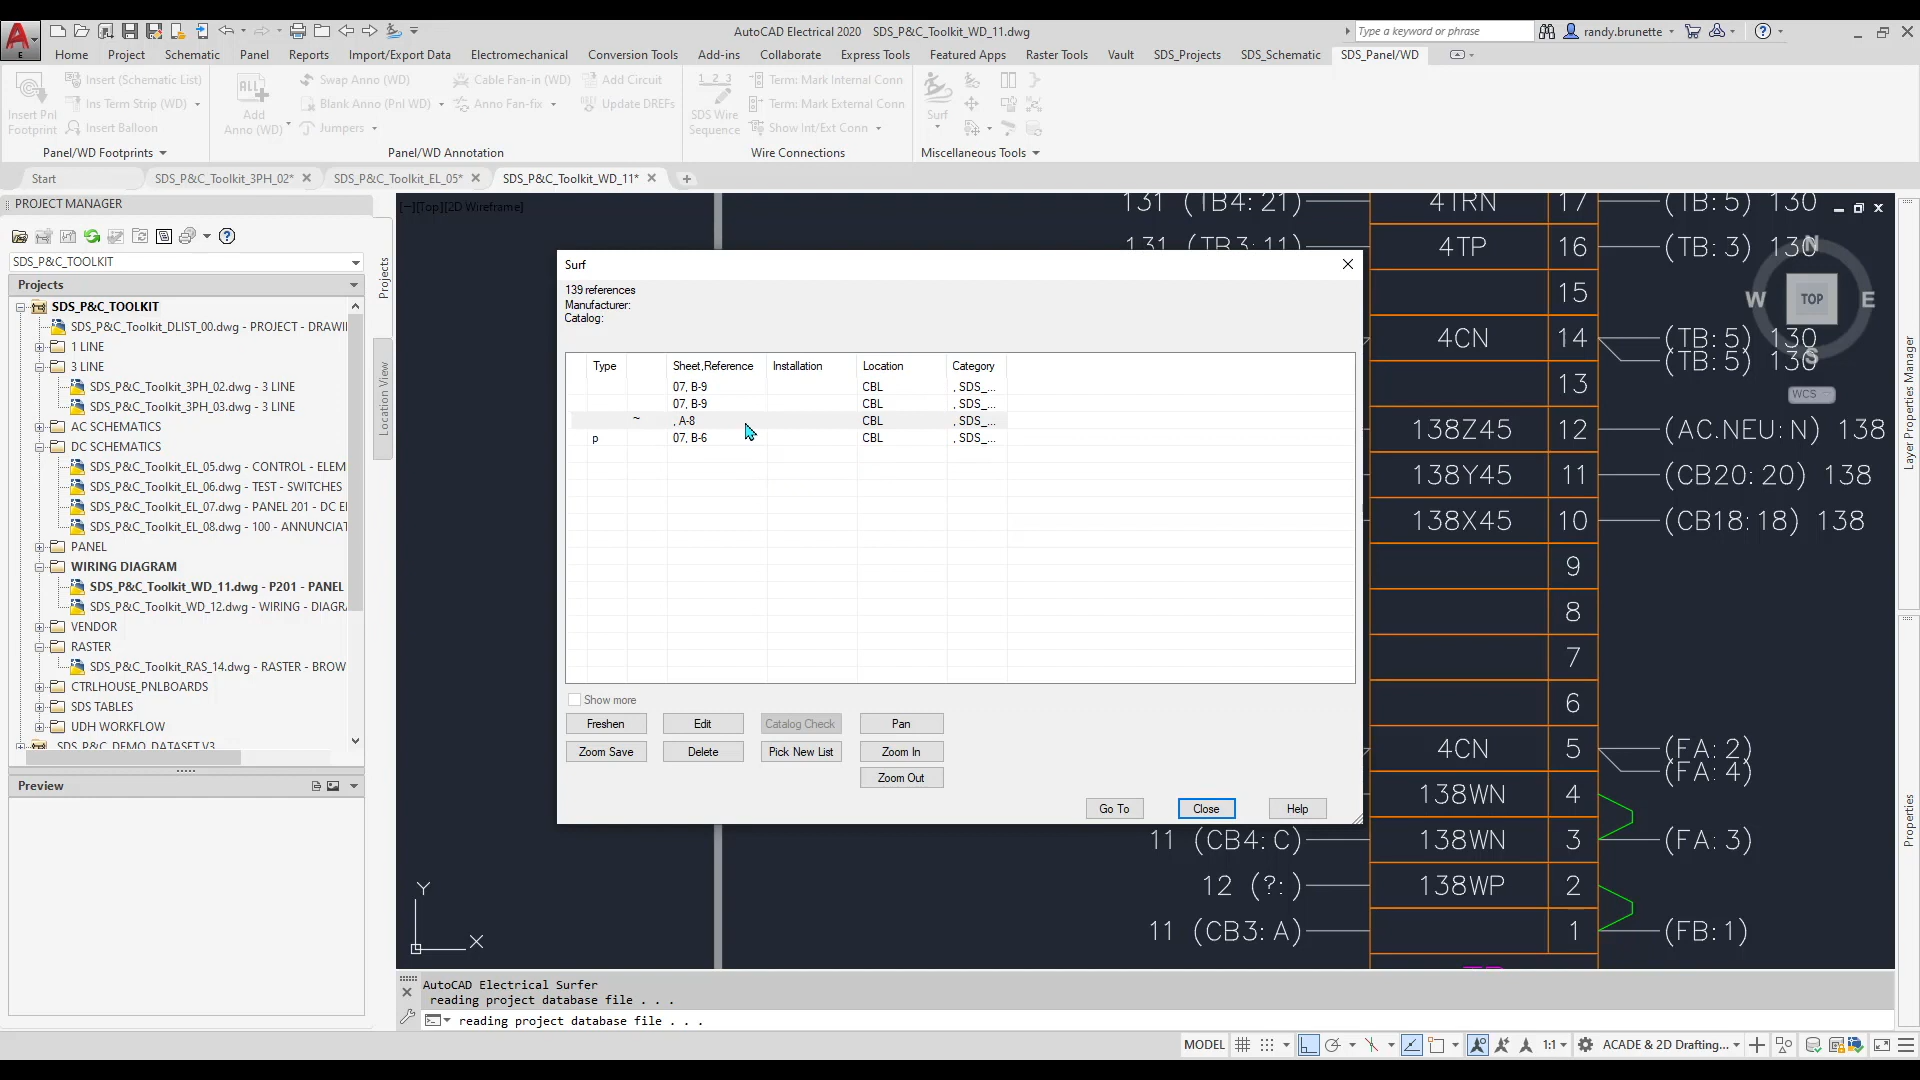 AutoCAD Electrical 2020 SDS_P&C_Toolkit_WD_11.dwg
Type a keyword or phrase
randy.brunette
Home Project Schematic Panel Reports Import/Export Data Electromechanical Conversion Tools Add-ins Collaborate Express Tools Featured Apps Raster Tools Vault SDS_Projects SDS_Schematic SDS_Panel/WD
Insert Pnl Footprint
Insert (Schematic List)
Ins Term Strip (WD)
Insert Balloon
Panel/WD Footprints
ALL+
Add Anno (WD)
Swap Anno (WD)
Blank Anno (Pnl WD)
Jumpers
Cable Fan-in (WD)
Anno Fan-fix
Add Circuit
Update DREFs
Panel/WD Annotation
1 2 3
SDS Wire Sequence
Term: Mark Internal Conn
Term: Mark External Conn
Show Int/Ext Conn
Wire Connections
Surf
Miscellaneous Tools
Start SDS_P&C_Toolkit_3PH_02* SDS_P&C_Toolkit_EL_05* SDS_P&C_Toolkit_WD_11*
PROJECT MANAGER
SDS_P&C_TOOLKIT
Projects
SDS_P&C_TOOLKIT
SDS_P&C_Toolkit_DLIST_00.dwg - PROJECT - DRAWI
1 LINE
3 LINE
SDS_P&C_Toolkit_3PH_02.dwg - 3 LINE
SDS_P&C_Toolkit_3PH_03.dwg - 3 LINE
AC SCHEMATICS
DC SCHEMATICS
SDS_P&C_Toolkit_EL_05.dwg - CONTROL - ELEM
SDS_P&C_Toolkit_EL_06.dwg - TEST - SWITCHES
SDS_P&C_Toolkit_EL_07.dwg - PANEL 201 - DC El
SDS_P&C_Toolkit_EL_08.dwg - 100 - ANNUNCIAT
PANEL
WIRING DIAGRAM
SDS_P&C_Toolkit_WD_11.dwg - P201 - PANEL
SDS_P&C_Toolkit_WD_12.dwg - WIRING - DIAGRA
VENDOR
RASTER
SDS_P&C_Toolkit_RAS_14.dwg - RASTER - BROW
CTRLHOUSE_PNLBOARDS
SDS TABLES
UDH WORKFLOW
SDS_P&C_DEMO_DATASET V3
Preview
Projects
Location View
[−][Top][2D Wireframe]
Surf
139 references
Manufacturer:
Catalog:
Type Sheet,Reference Installation Location Category
07, B-9 CBL , SDS_...
07, B-9 CBL , SDS_...
~ , A-8 CBL , SDS_...
p 07, B-6 CBL , SDS_...
Show more
Freshen Edit Catalog Check Pan
Zoom Save Delete Pick New List Zoom In
Zoom Out
Go To Close Help
131 (TB4: 21) 4TRN 17 (TB: 5) 130
131 (TB3: 11) 4TP 16 (TB: 3) 130
15
4CN 14 (TB: 5) 130
(TB: 5) 130
13
138Z45 12 (AC.NEU: N) 138
138Y45 11 (CB20: 20) 138
138X45 10 (CB18: 18) 138
9
8
7
6
4CN 5 (FA: 2)
(FA: 4)
138WN 4
11 (CB4: C) 138WN 3 (FA: 3)
12 (?: ) 138WP 2
11 (CB3: A) 1 (FB: 1)
N
W TOP E
S
WCS
Layer Properties Manager
Properties
Y
X
AutoCAD Electrical Surfer
reading project database file . . .
reading project database file . . .
MODEL 1:1 ACADE & 2D Drafting...